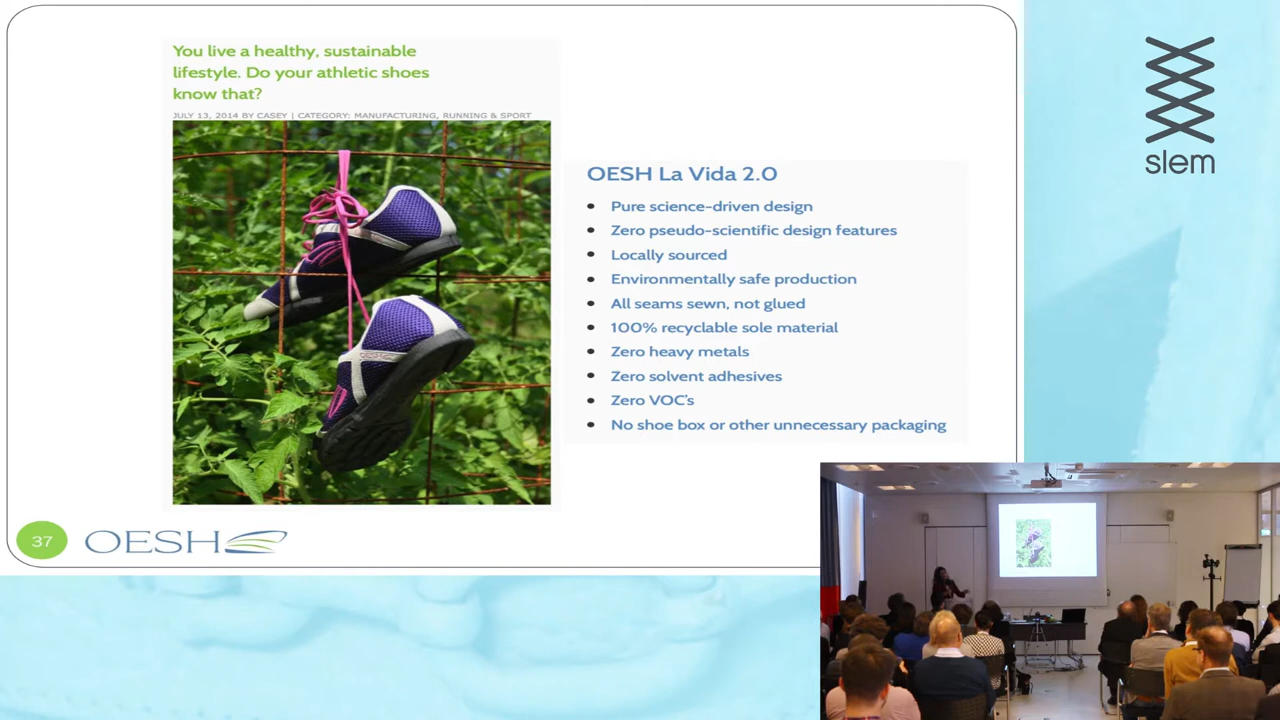 You live a healthy, sustainable
lifestyle. Do your athletic shoes
know that?
JULY 13, 2014 BY CASEY | CATEGORY: MANUFACTURING, RUNNING & SPORT
OESH La Vida 2.0
• Pure science-driven design
• Zero pseudo-scientific design features
• Locally sourced
• Environmentally safe production
• All seams sewn, not glued
• 100% recyclable sole material
• Zero heavy metals
• Zero solvent adhesives
• Zero VOC's
• No shoe box or other unnecessary packaging
37
OESH
slem